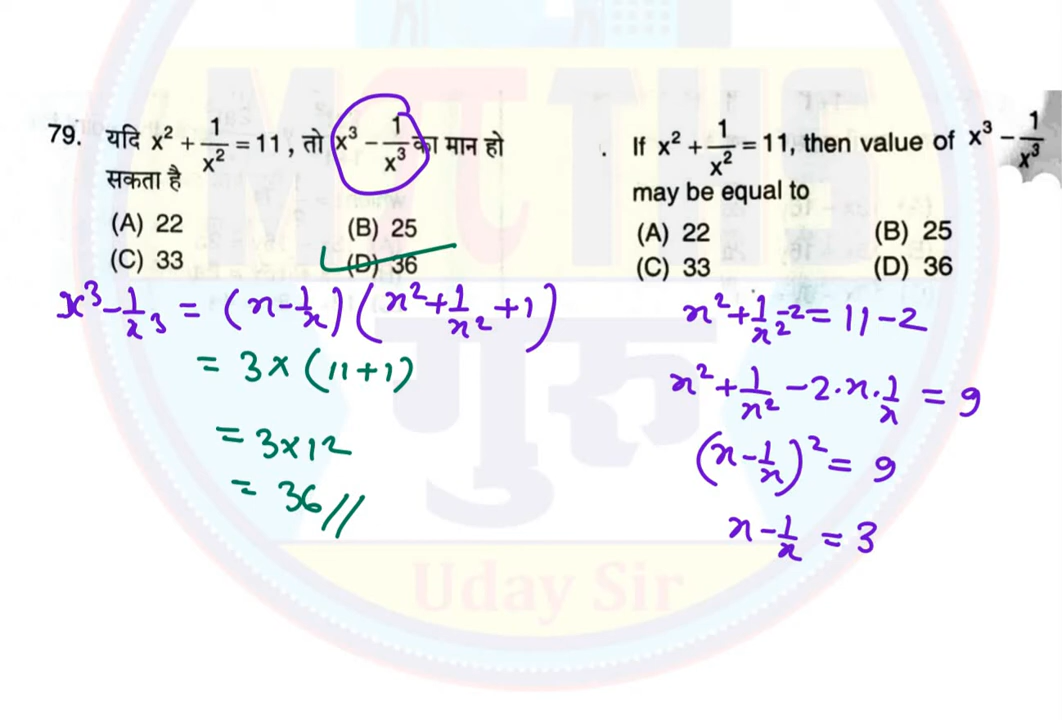 79. यदि x² + 1/x² = 11, तो x³ − 1/x³ का मान हो
सकता है
(A) 22 (B) 25
(C) 33 (D) 36
. If x² + 1/x² = 11, then value of x³ − 1/x³
may be equal to
(A) 22 (B) 25
(C) 33 (D) 36
x³ − 1/x³ = (x − 1/x)(x² + 1/x² + 1)
= 3 × (11 + 1)
= 3 × 12
= 36 //
x² + 1/x² − 2 = 11 − 2
x² + 1/x² − 2 · x · 1/x = 9
(x − 1/x)² = 9
x − 1/x = 3
MπTHS
गुरु
Uday Sir